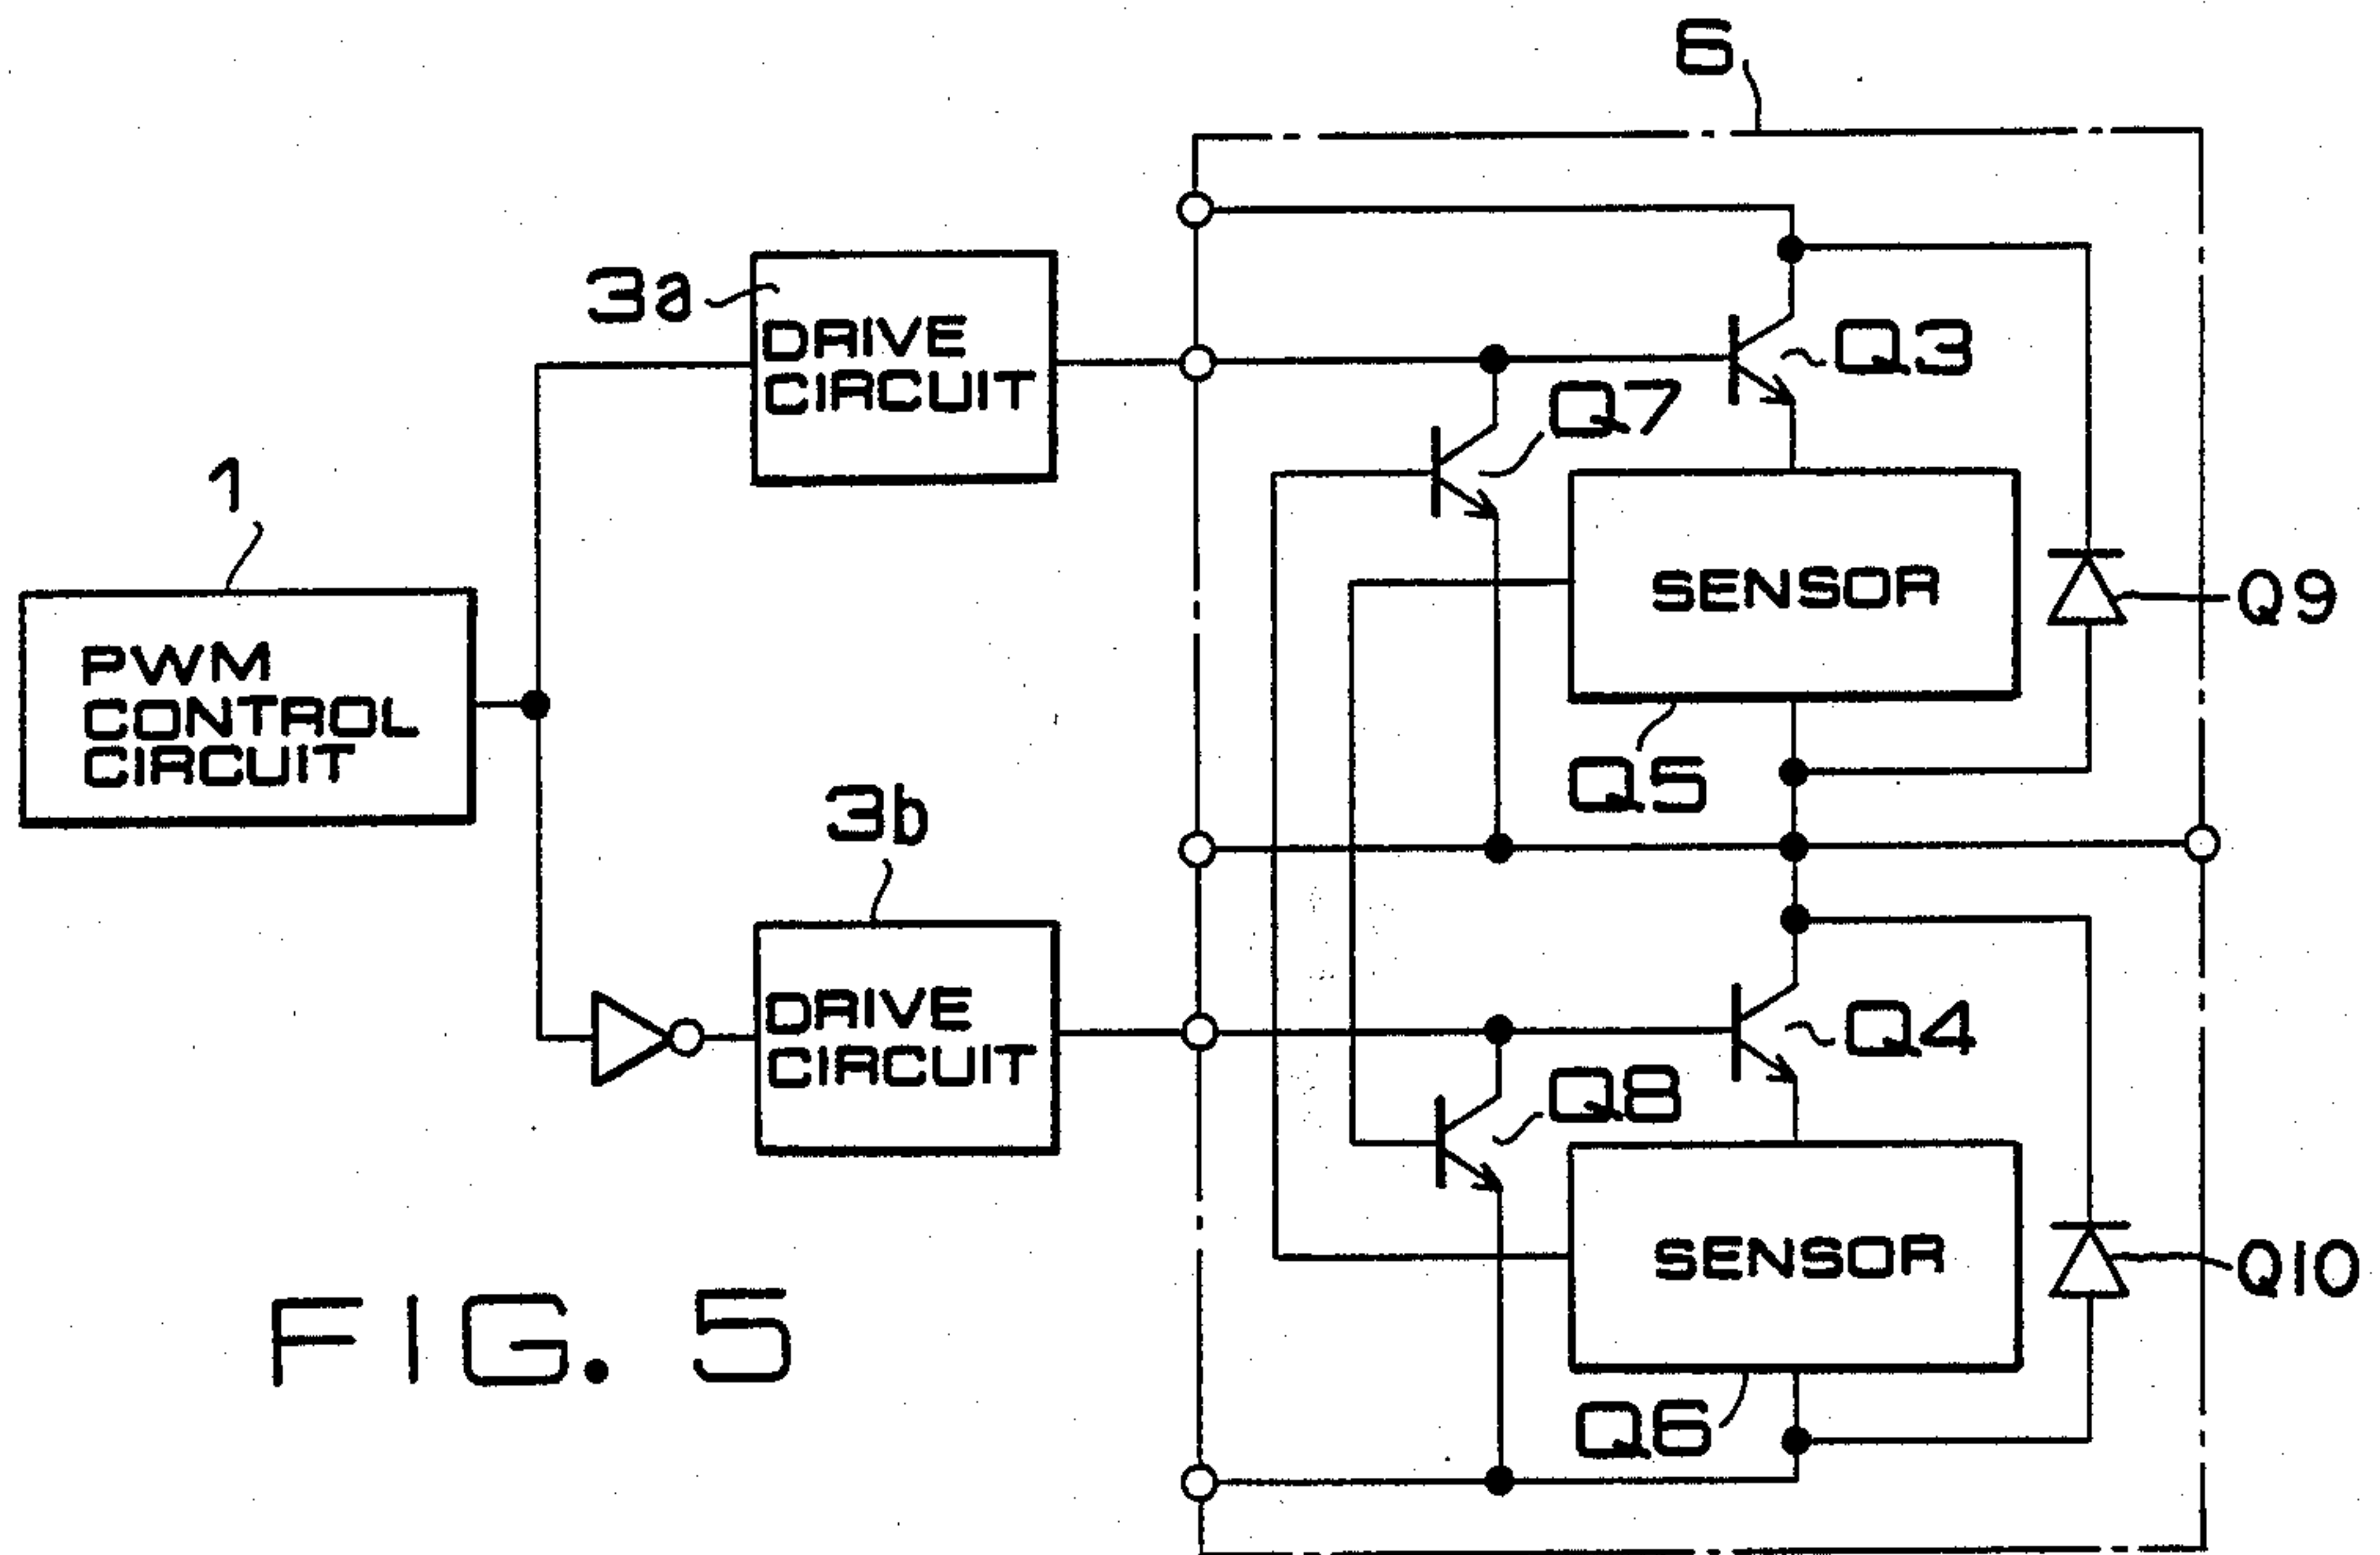 6
3a
DRIVE
CIRCUIT
Q3
Q7
1
SENSOR
Q9
PWM
CONTROL
CIRCUIT
Q5
3b
DRIVE
CIRCUIT
Q4
Q8
SENSOR
Q10
FIG. 5
Q6